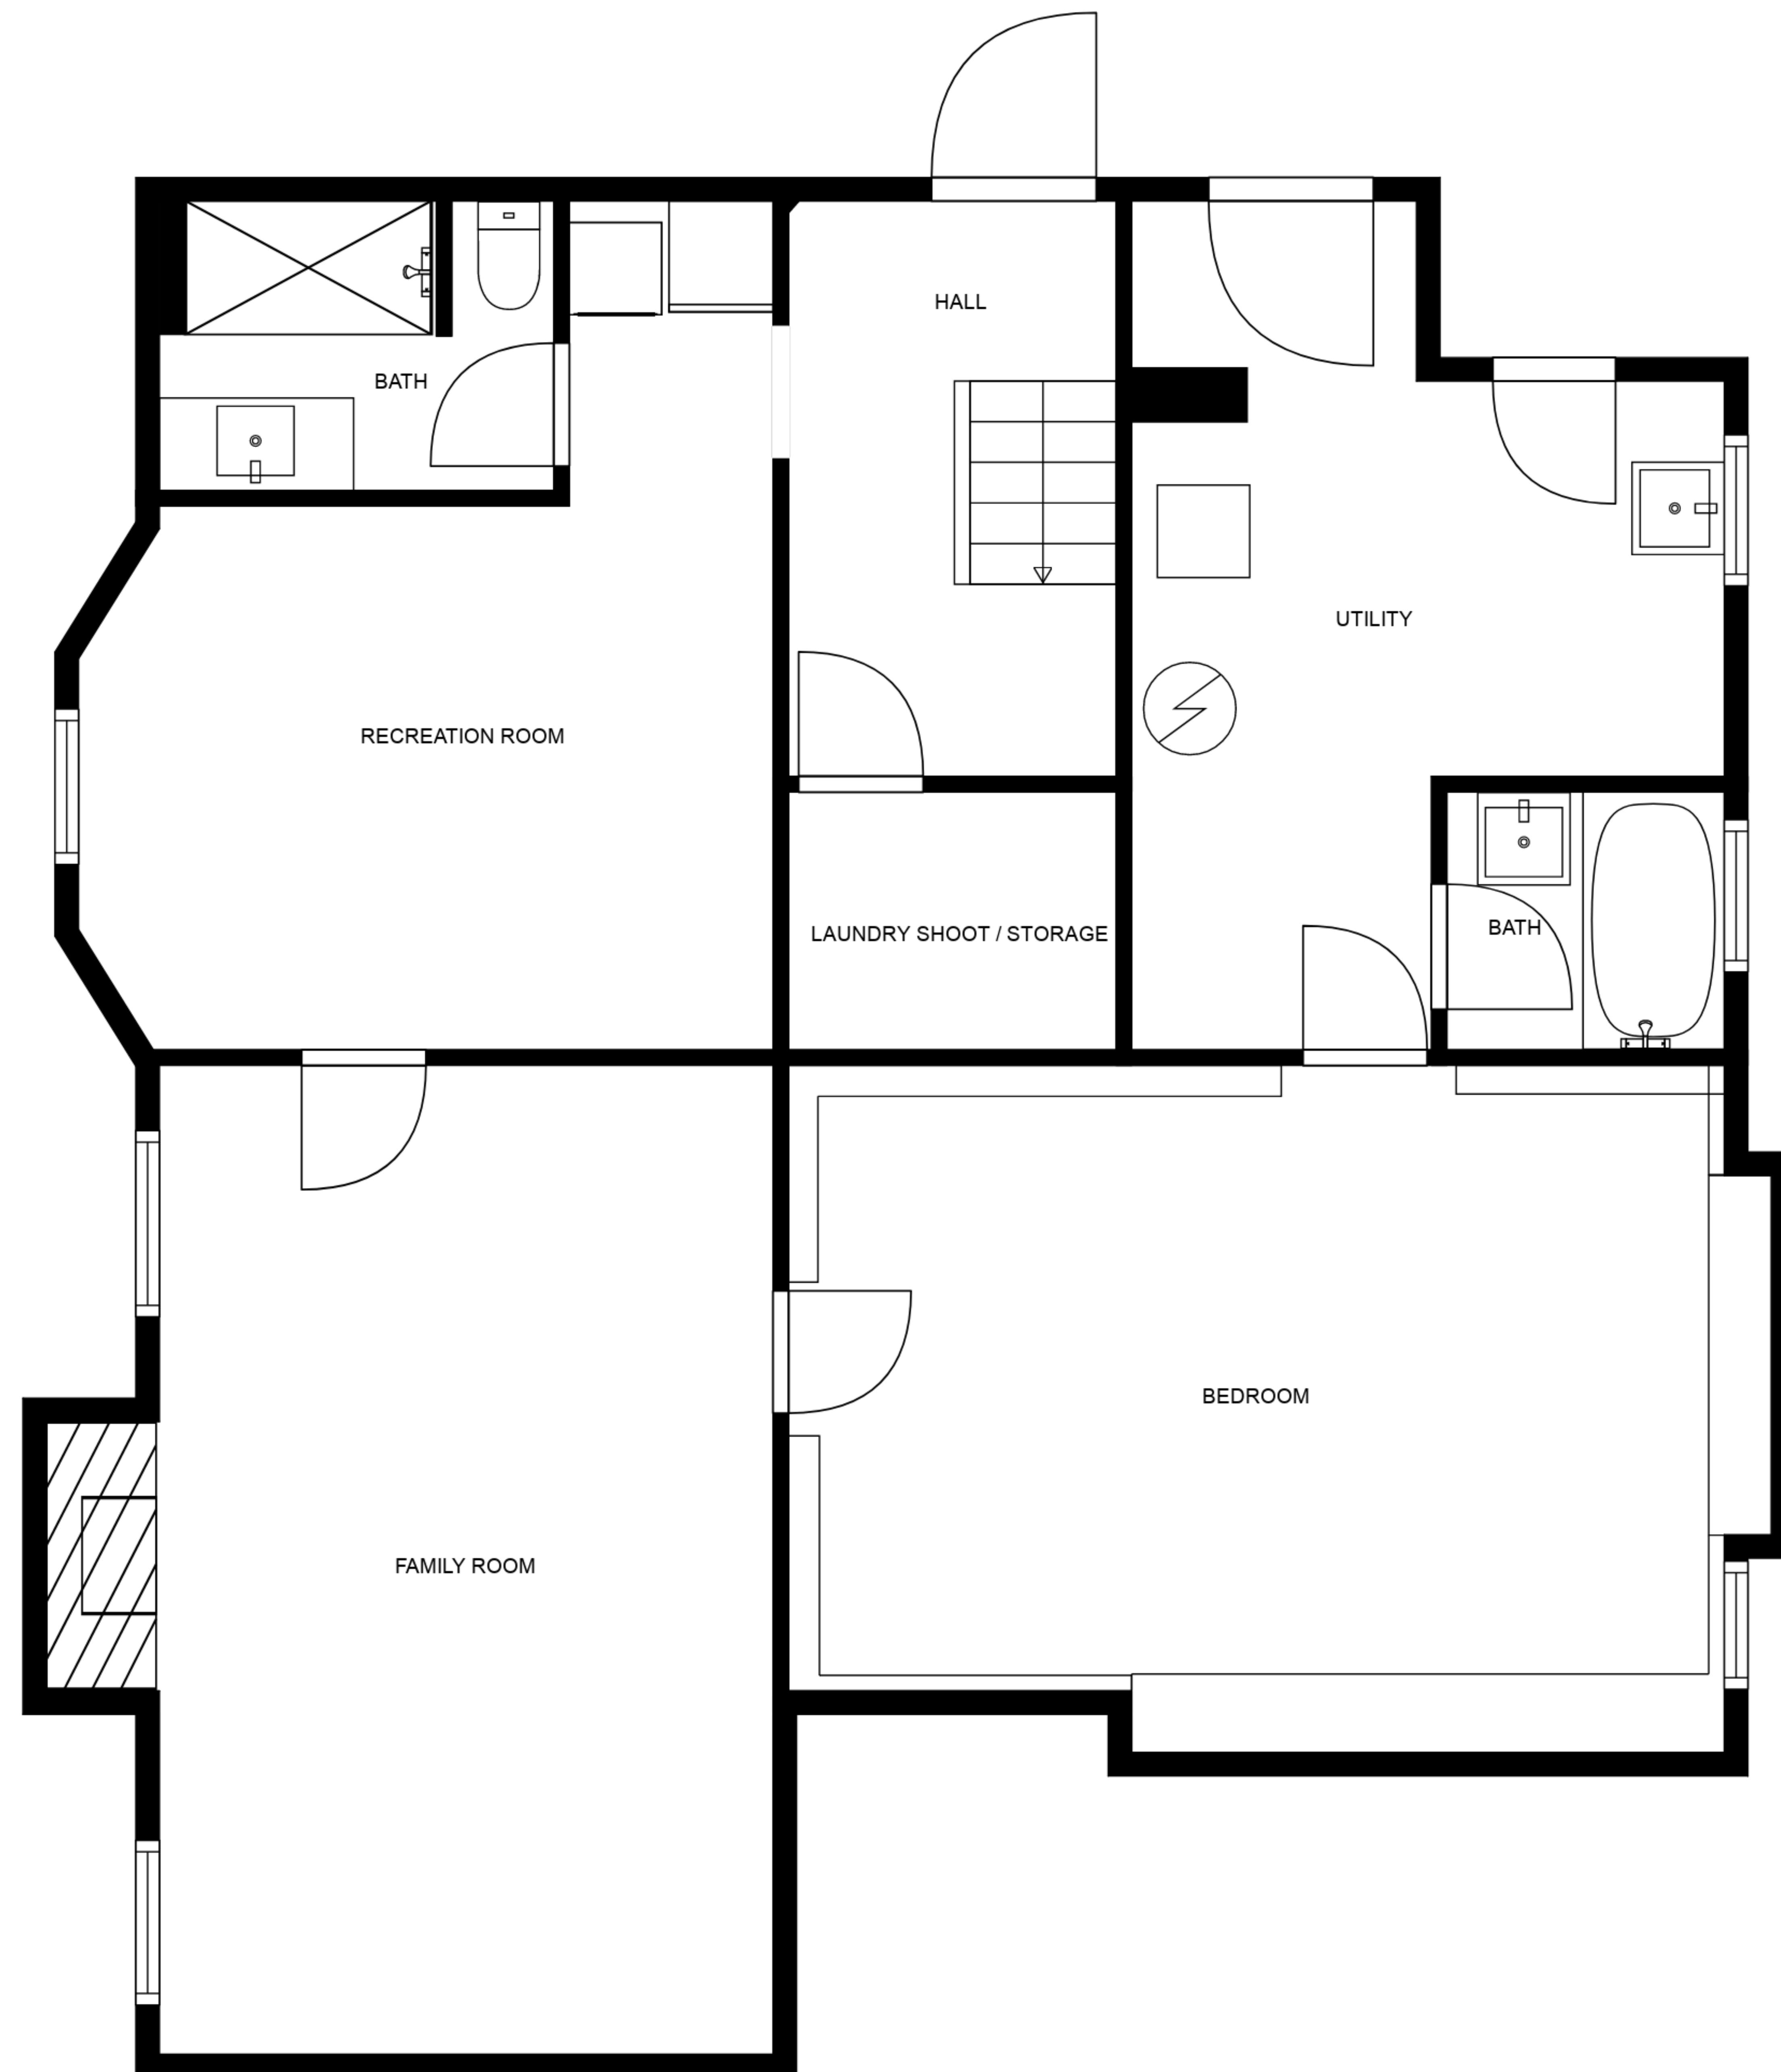 HALL
BATH
UTILITY
RECREATION ROOM
LAUNDRY SHOOT / STORAGE
BATH
BEDROOM
FAMILY ROOM